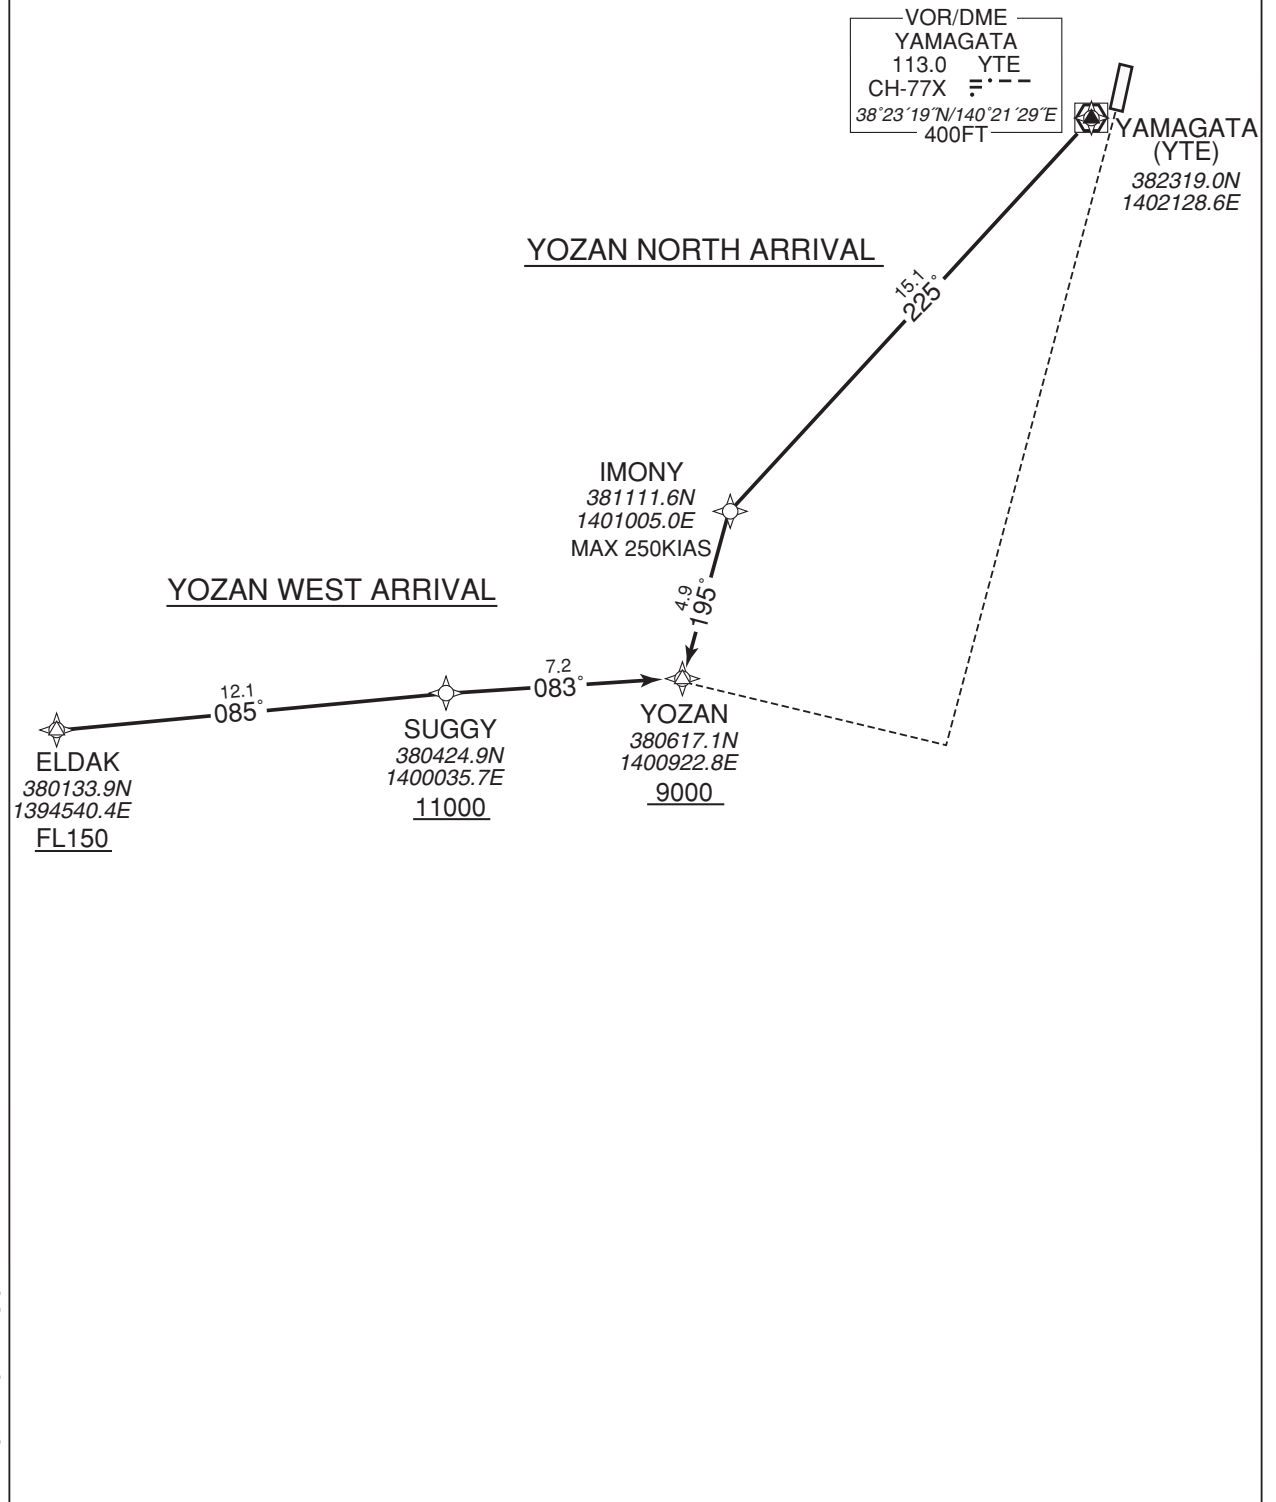 VOR/DME
YAMAGATA
113.0 YTE
CH-77X
38°23´19˝N/140°21´29˝E
400FT
YAMAGATA
(YTE)
382319.0N
1402128.6E
YOZAN NORTH ARRIVAL
15.1
225°
IMONY
381111.6N
1401005.0E
MAX 250KIAS
4.9
195°
YOZAN WEST ARRIVAL
12.1
085°
7.2
083°
ELDAK
380133.9N
1394540.4E
FL150
SUGGY
380424.9N
1400035.7E
11000
YOZAN
380617.1N
1400922.8E
9000